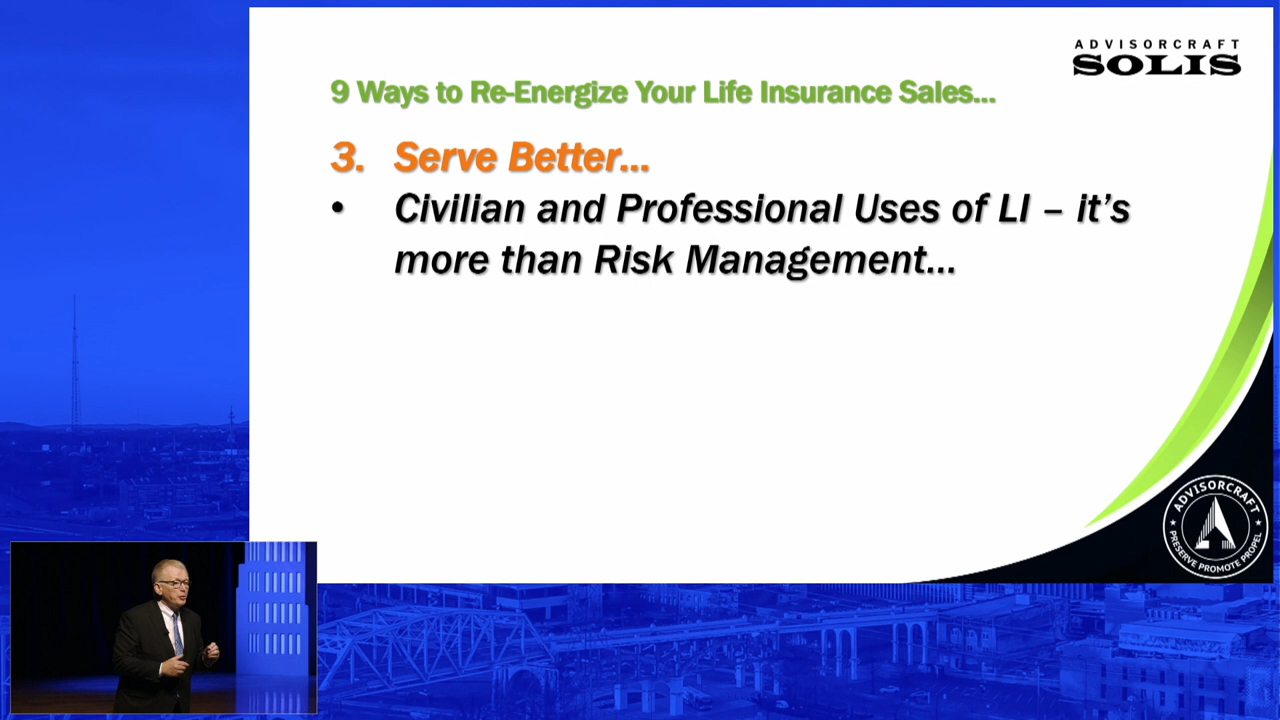 ADVISORCRAFT
SOLIS
9 Ways to Re-Energize Your Life Insurance Sales...
3. Serve Better...
• Civilian and Professional Uses of LI – it’s
more than Risk Management...
ADVISORCRAFT
PRESERVE PROMOTE PROPEL